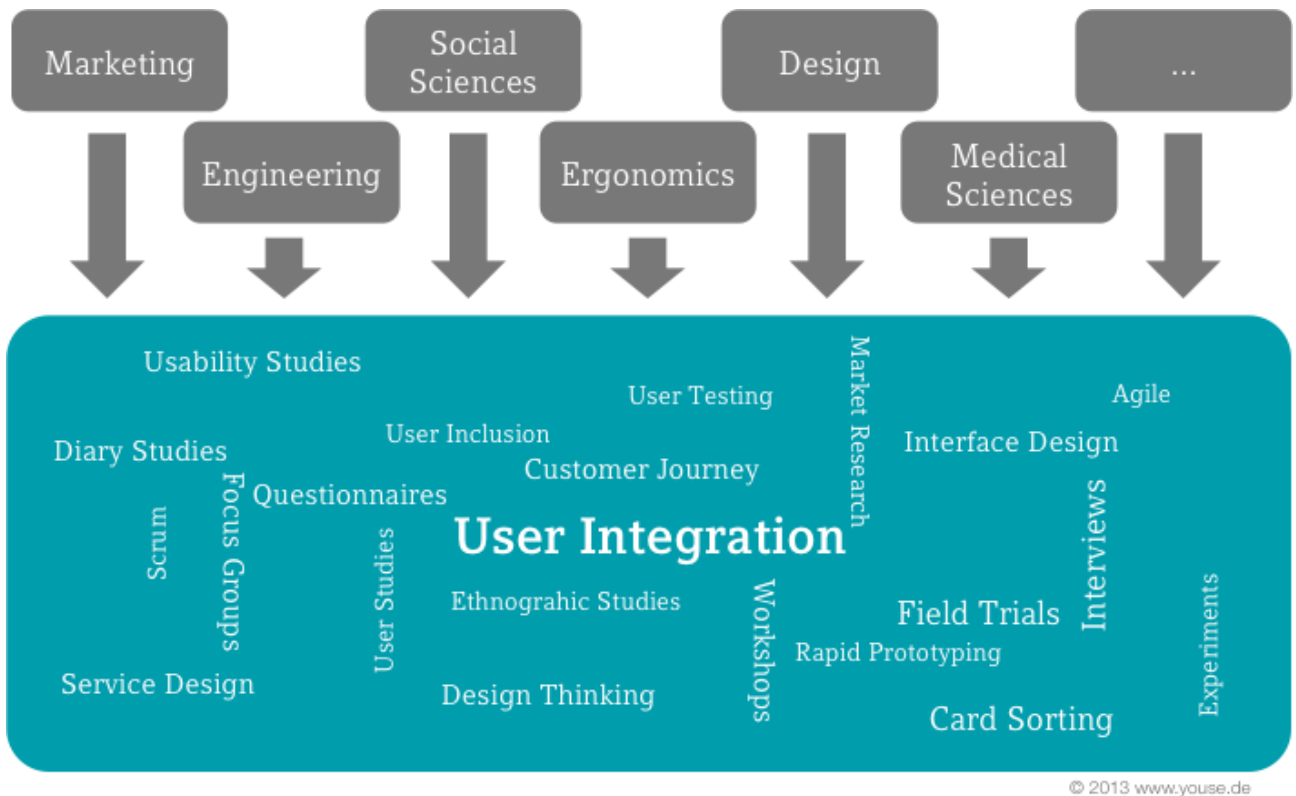 Marketing
Social
Sciences
Design
...
Engineering
Ergonomics
Medical
Sciences
Usability Studies
Market Research
User Testing
Agile
User Inclusion
Interface Design
Diary Studies
Customer Journey
Focus Groups
Questionnaires
Interviews
Scrum
User Studies
User Integration
Ethnograhic Studies
Workshops
Field Trials
Experiments
Rapid Prototyping
Service Design
Design Thinking
Card Sorting
© 2013 www.youse.de